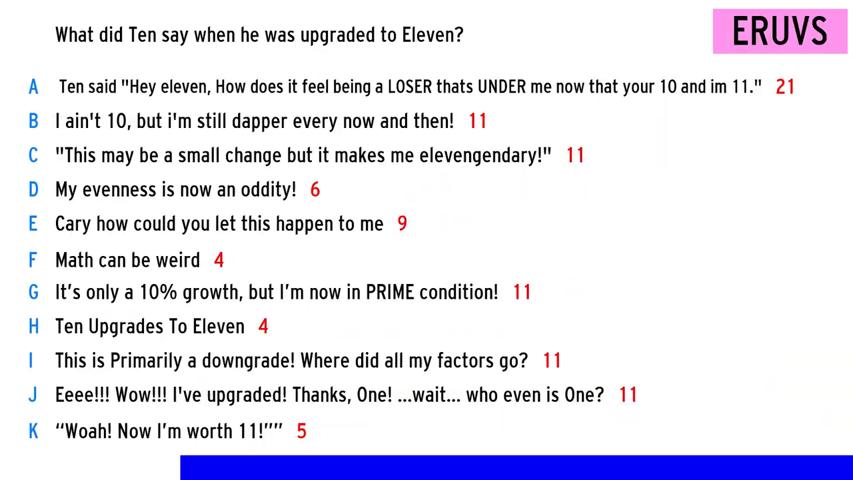 What did Ten say when he was upgraded to Eleven?
ERUVS
A Ten said "Hey eleven, How does it feel being a LOSER thats UNDER me now that your 10 and im 11." 21
B I ain't 10, but i'm still dapper every now and then! 11
C "This may be a small change but it makes me elevengendary!" 11
D My evenness is now an oddity! 6
E Cary how could you let this happen to me 9
F Math can be weird 4
G It’s only a 10% growth, but I’m now in PRIME condition! 11
H Ten Upgrades To Eleven 4
I This is Primarily a downgrade! Where did all my factors go? 11
J Eeee!!! Wow!!! I've upgraded! Thanks, One! ...wait... who even is One? 11
K “Woah! Now I’m worth 11!”” 5